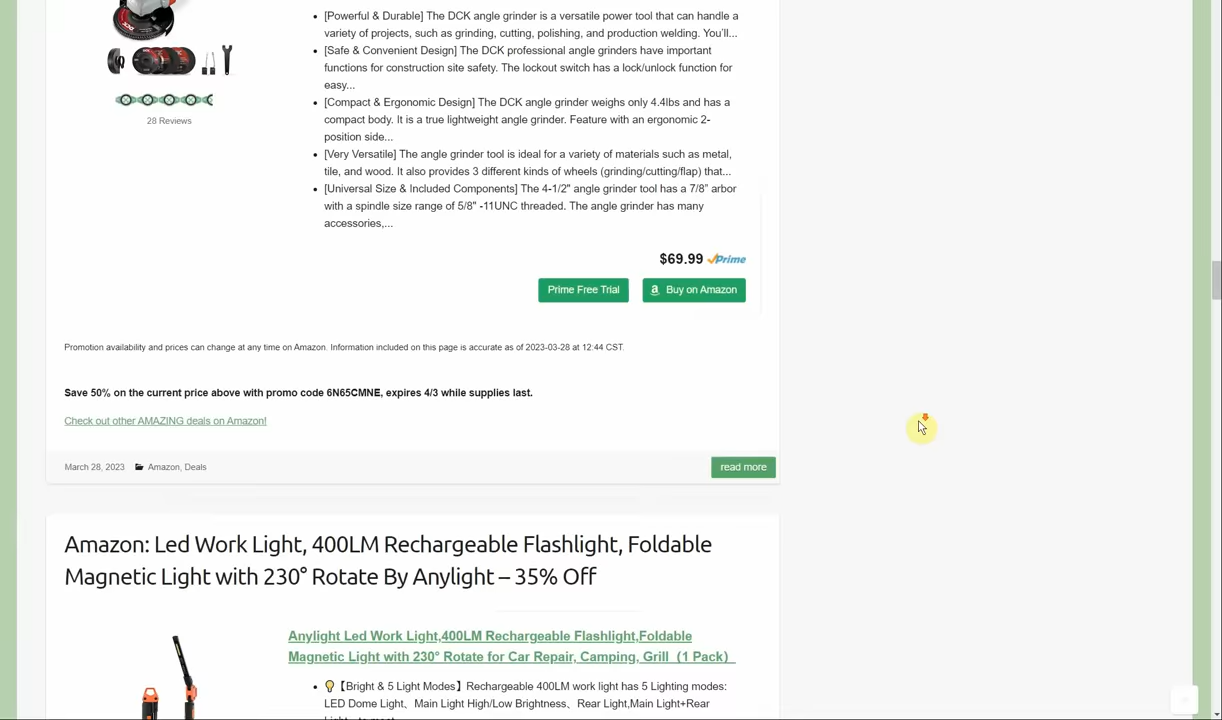 [Powerful & Durable] The DCK angle grinder is a versatile power tool that can handle a
variety of projects, such as grinding, cutting, polishing, and production welding. You'll...
[Safe & Convenient Design] The DCK professional angle grinders have important
functions for construction site safety. The lockout switch has a lock/unlock function for
easy...
[Compact & Ergonomic Design] The DCK angle grinder weighs only 4.4lbs and has a
compact body. It is a true lightweight angle grinder. Feature with an ergonomic 2-
position side...
[Very Versatile] The angle grinder tool is ideal for a variety of materials such as metal,
tile, and wood. It also provides 3 different kinds of wheels (grinding/cutting/flap) that...
[Universal Size & Included Components] The 4-1/2" angle grinder tool has a 7/8" arbor
with a spindle size range of 5/8" -11UNC threaded. The angle grinder has many
accessories,...
28 Reviews
$69.99 Prime
Prime Free Trial
Buy on Amazon
Promotion availability and prices can change at any time on Amazon. Information included on this page is accurate as of 2023-03-28 at 12:44 CST.
Save 50% on the current price above with promo code 6N65CMNE, expires 4/3 while supplies last.
Check out other AMAZING deals on Amazon!
March 28, 2023 Amazon, Deals
read more
Amazon: Led Work Light, 400LM Rechargeable Flashlight, Foldable
Magnetic Light with 230° Rotate By Anylight – 35% Off
Anylight Led Work Light,400LM Rechargeable Flashlight,Foldable
Magnetic Light with 230° Rotate for Car Repair, Camping, Grill（1 Pack）
💡【Bright & 5 Light Modes】Rechargeable 400LM work light has 5 Lighting modes:
LED Dome Light、Main Light High/Low Brightness、Rear Light,Main Light+Rear